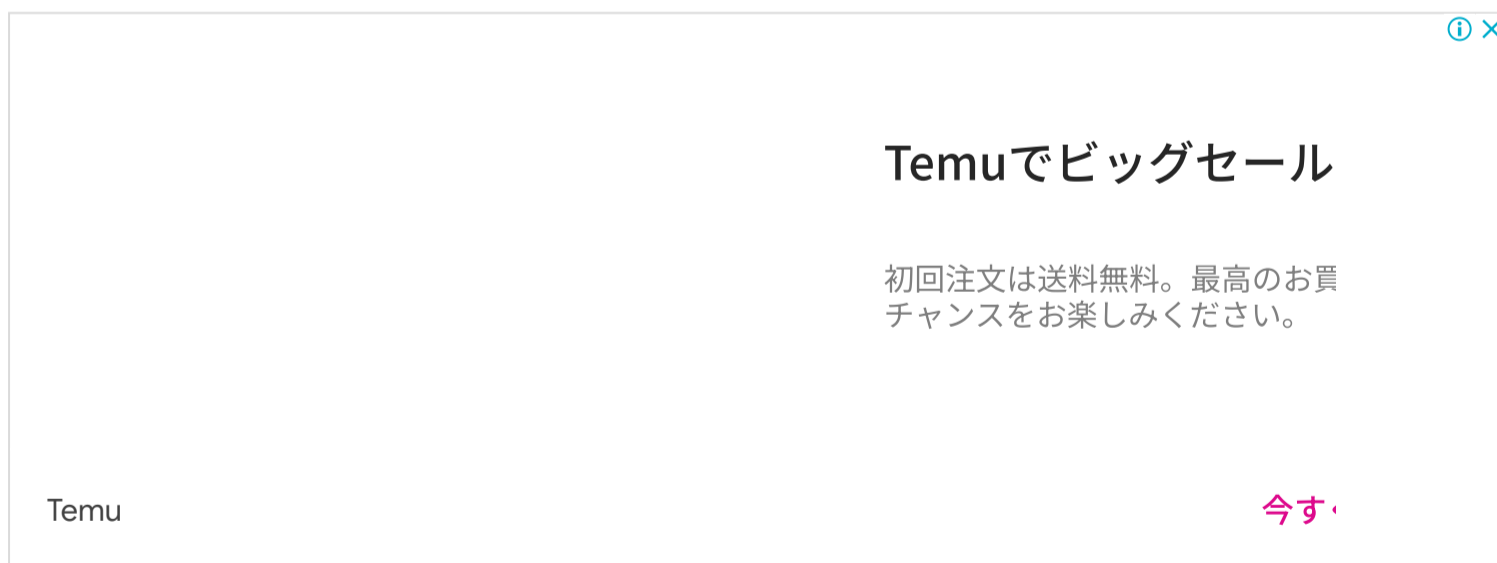 Temuでビッグセール
初回注文は送料無料。最高のお買
チャンスをお楽しみください。
Temu
今す